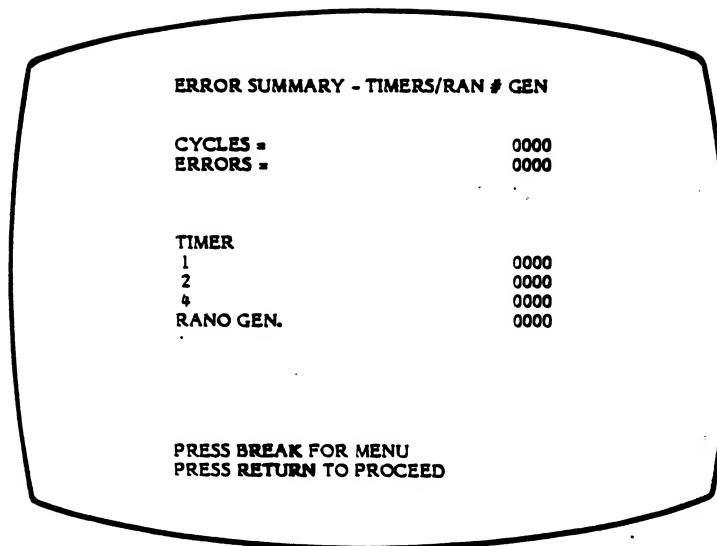 ERROR SUMMARY - TIMERS/RAN # GEN
CYCLES = 0000
ERRORS = 0000
TIMER
1 0000
2 0000
4 0000
RANO GEN. 0000
PRESS BREAK FOR MENU
PRESS RETURN TO PROCEED